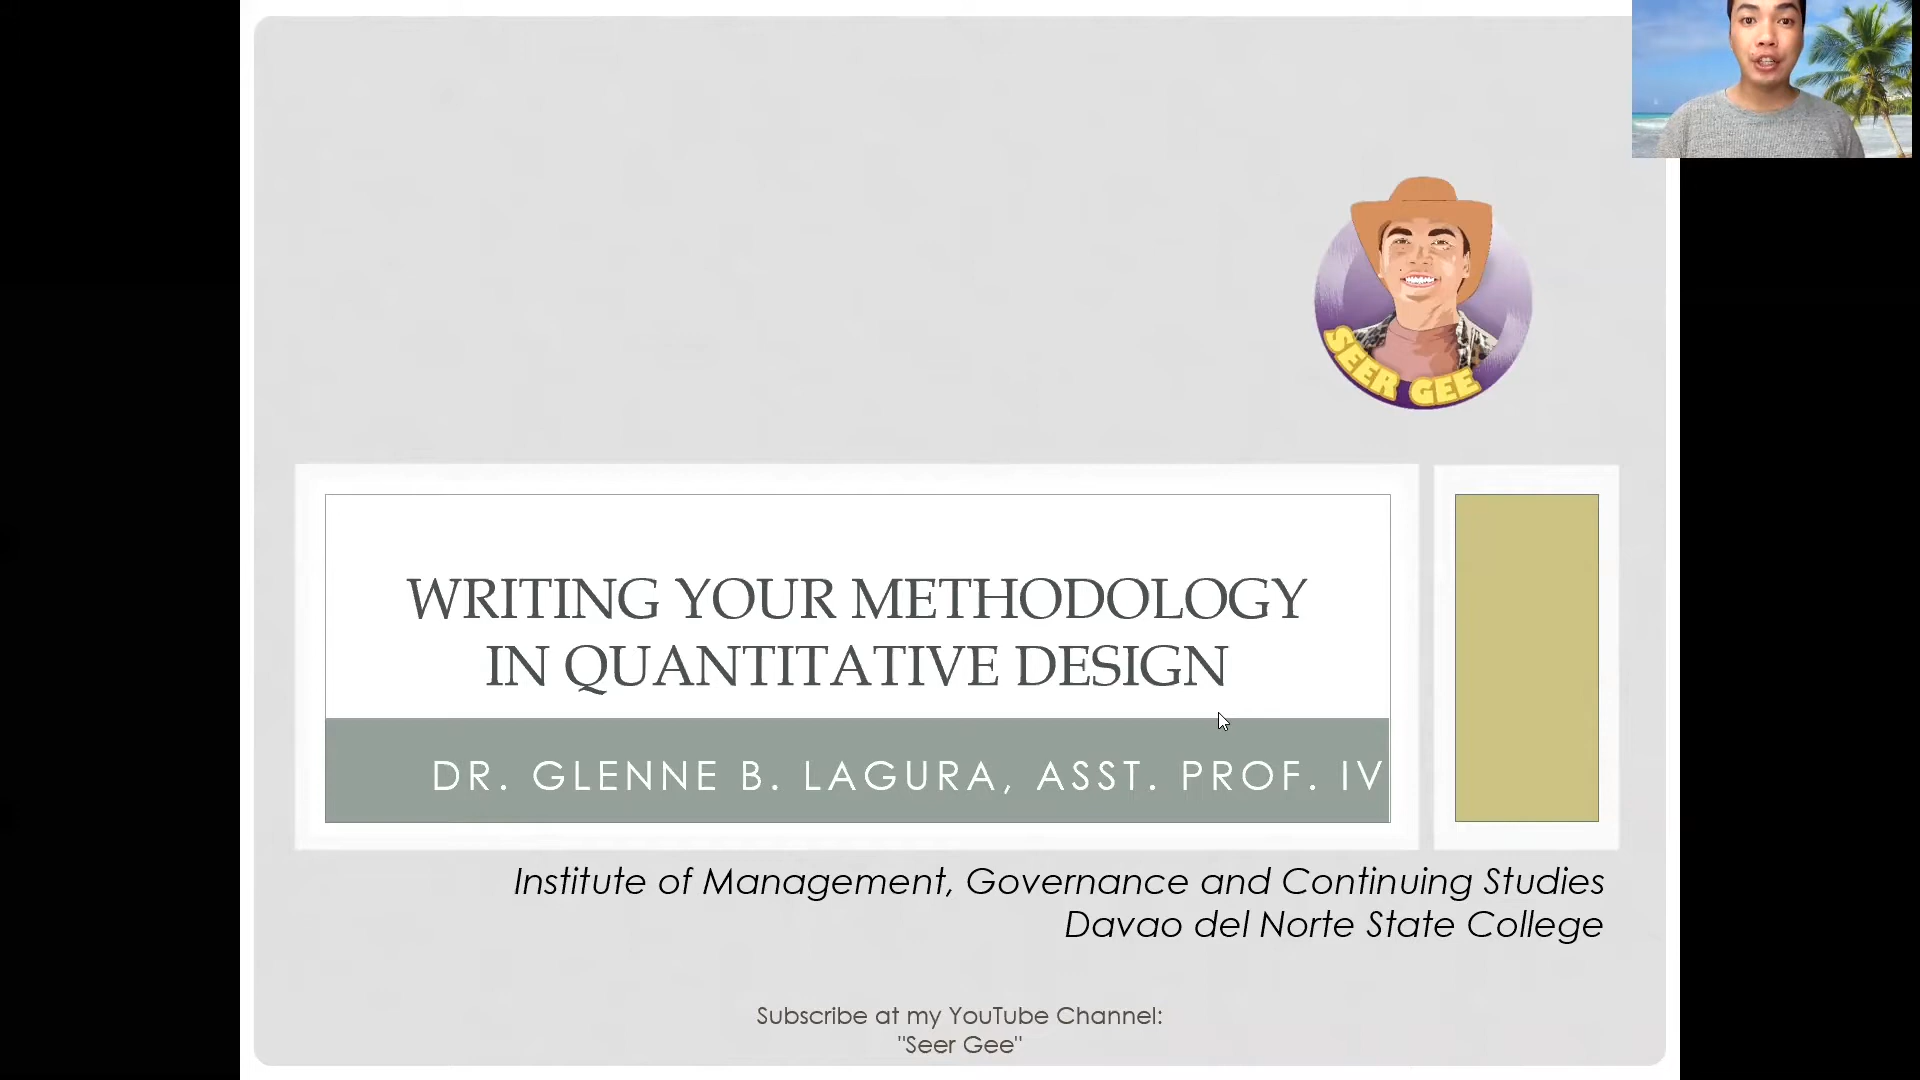 SEER GEE
WRITING YOUR METHODOLOGY
IN QUANTITATIVE DESIGN
DR. GLENNE B. LAGURA, ASST. PROF. IV
Institute of Management, Governance and Continuing Studies
Davao del Norte State College
Subscribe at my YouTube Channel:
"Seer Gee"